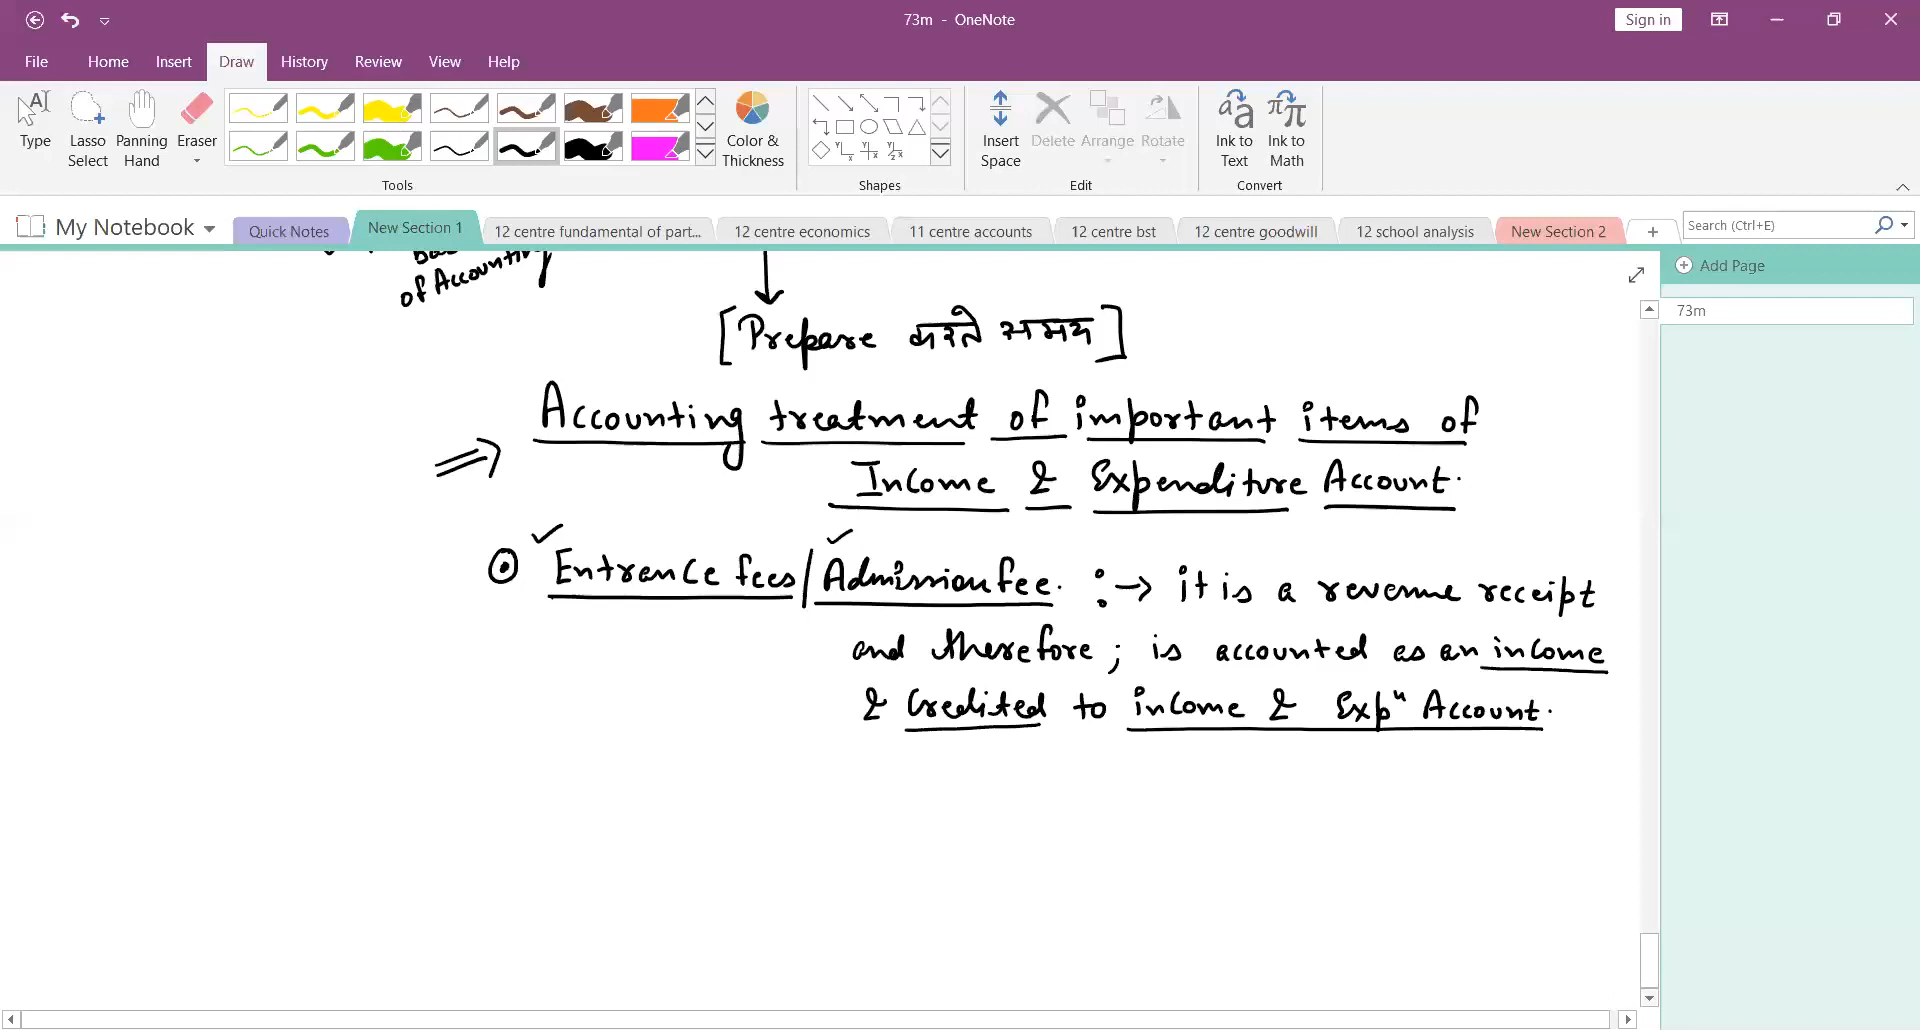 73m - OneNote
Sign in
File Home Insert Draw History Review View Help
Type
Lasso Select
Panning Hand
Eraser
Color & Thickness
Insert Space
Delete
Arrange
Rotate
Ink to Text
Ink to Math
Tools Shapes Edit Convert
My Notebook
Quick Notes
New Section 1
12 centre fundamental of part...
12 centre economics
11 centre accounts
12 centre bst
12 centre goodwill
12 school analysis
New Section 2
Search (Ctrl+E)
Add Page
73m
of Accounting
[Prepare करते समय]
⇒ Accounting treatment of important items of
Income & Expenditure Account.
Entrance fees/Admission fee. :→ it is a revenue receipt
and therefore; is accounted as an income
& credited to income & Expⁿ Account.